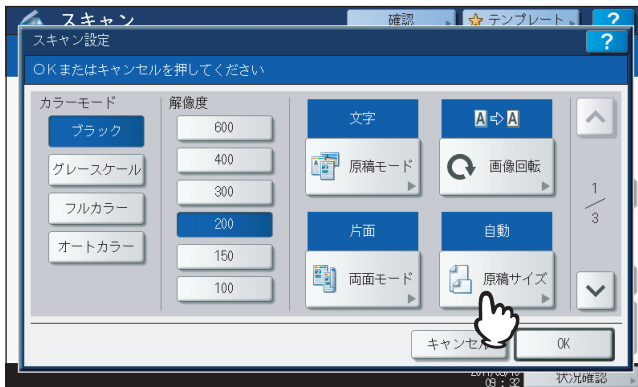 スキャン
確認
テンプレート
?
スキャン設定
?
OKまたはキャンセルを押してください
カラーモード
ブラック
グレースケール
フルカラー
オートカラー
解像度
600
400
300
200
150
100
文字
原稿モード
A⇨A
画像回転
片面
両面モード
自動
原稿サイズ
1
3
キャンセル
OK
09:32
状況確認